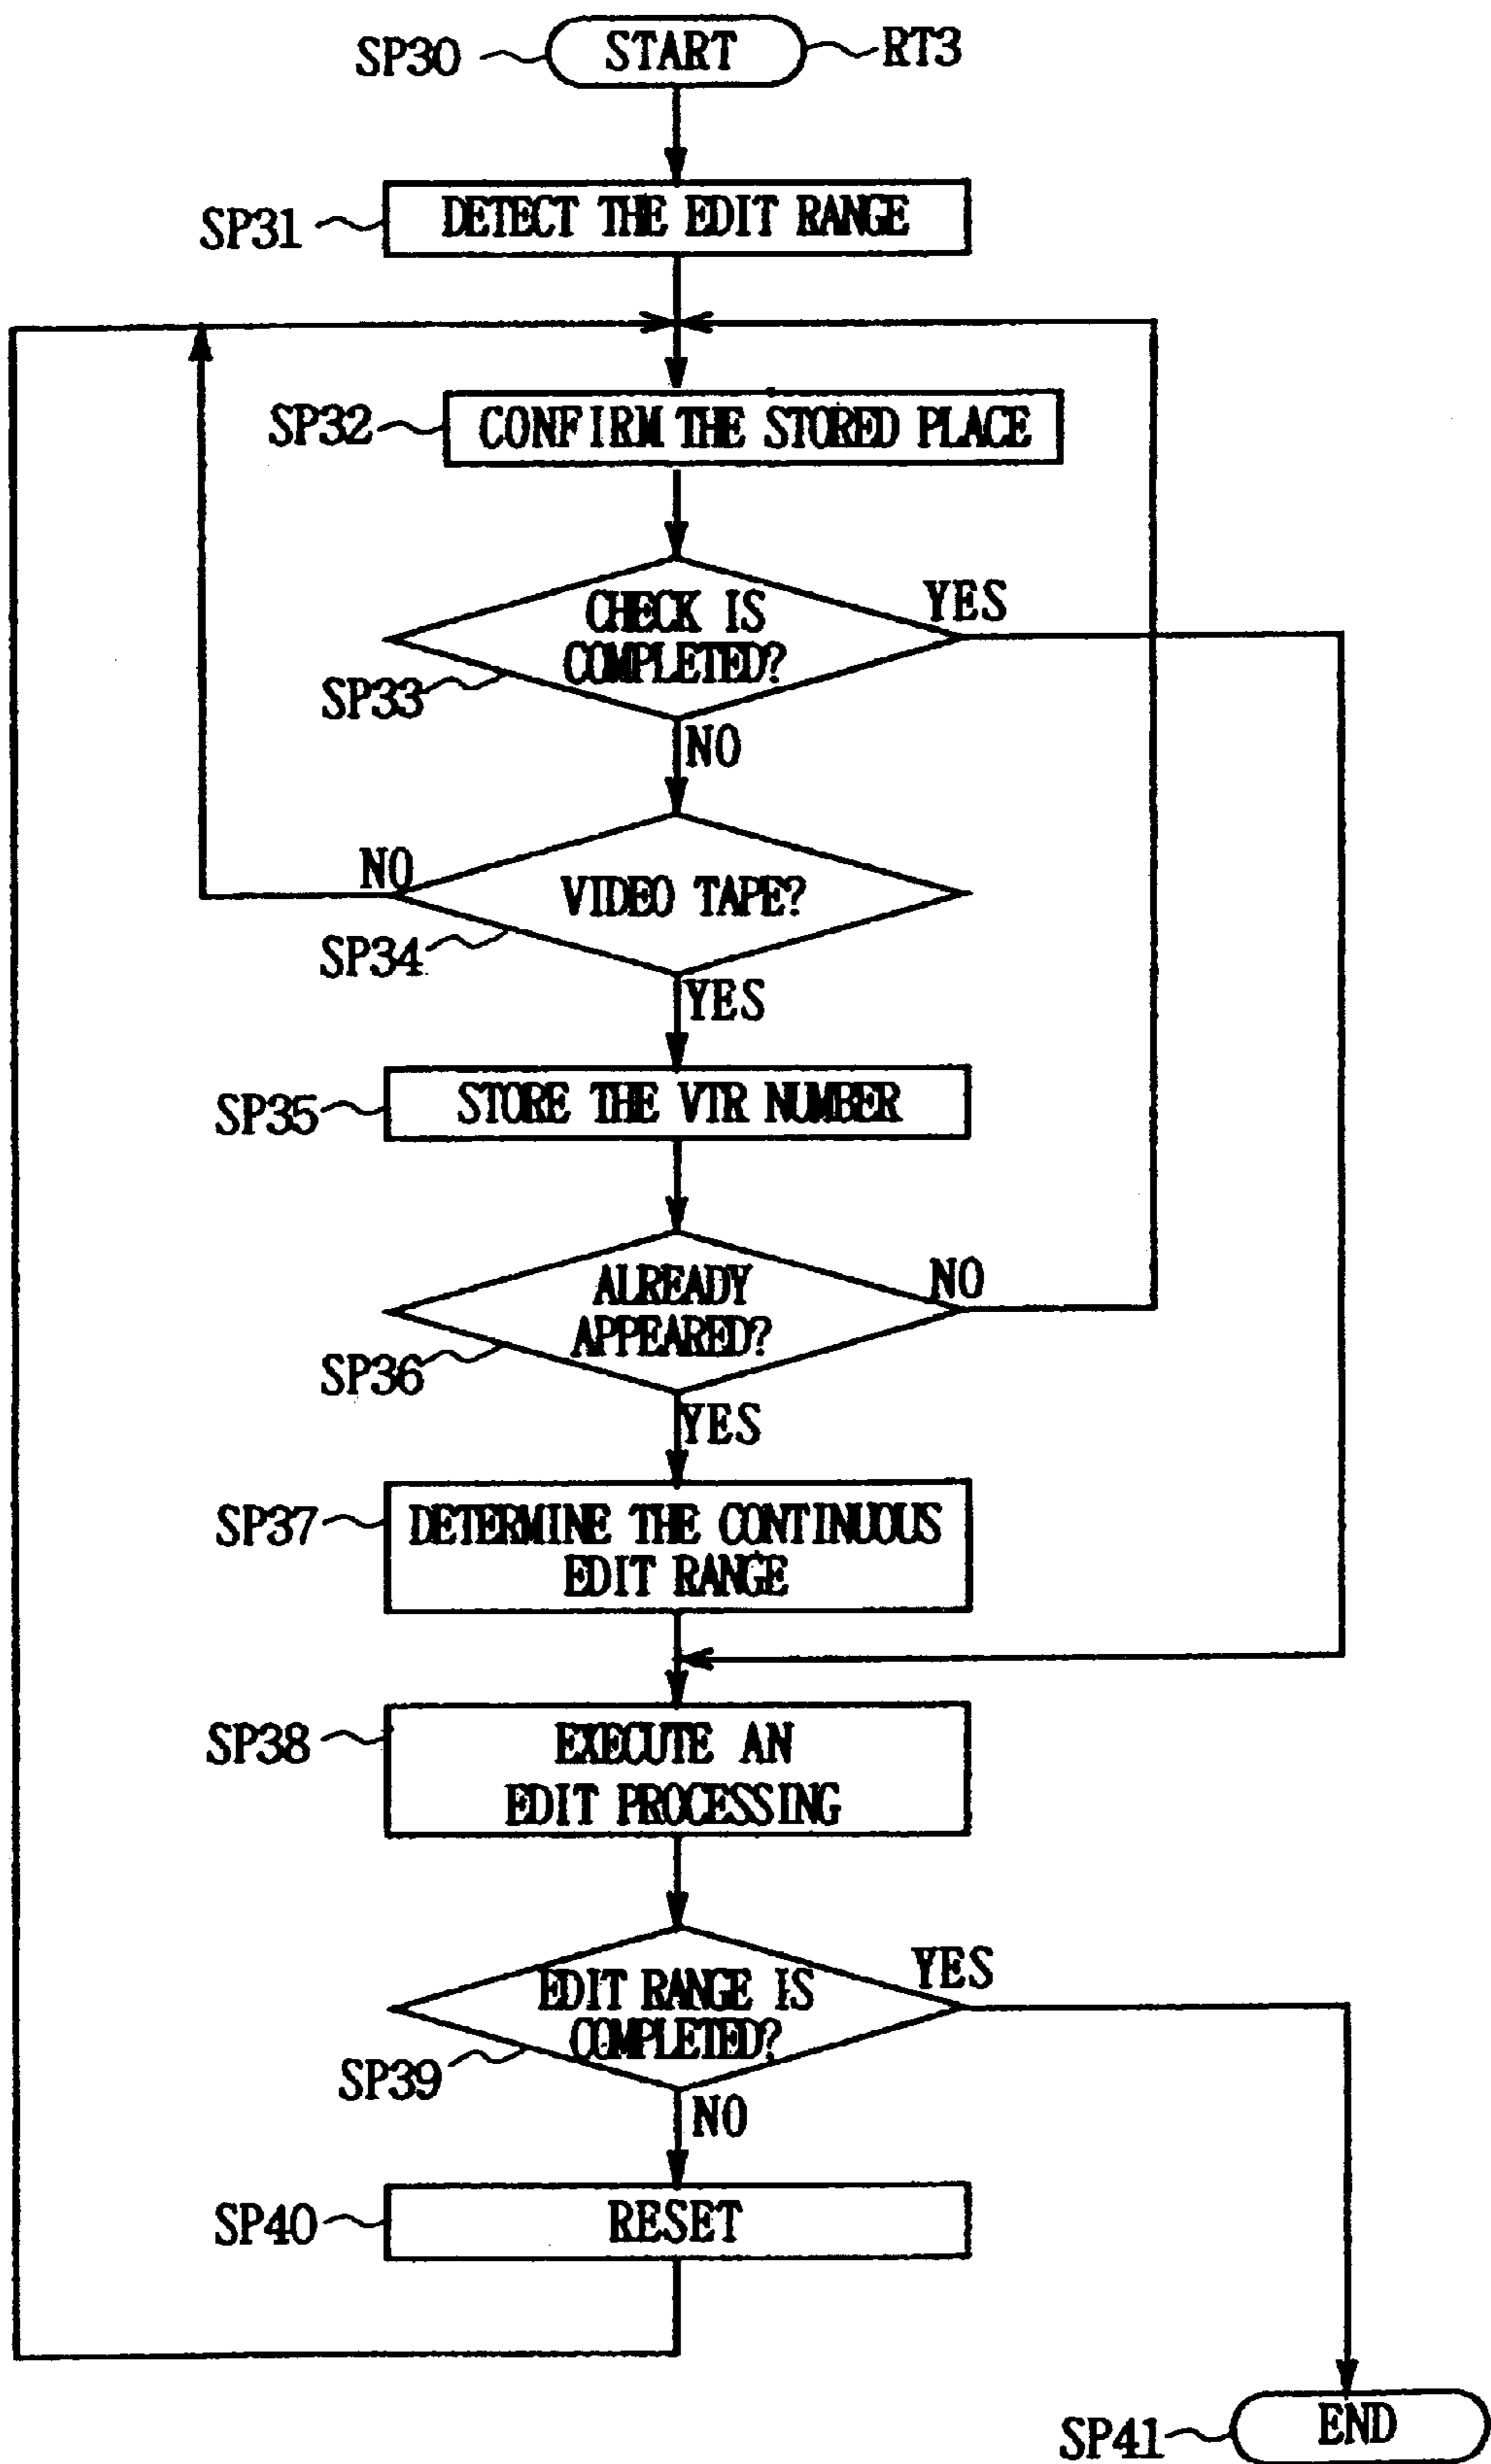 SP30
START
RT3
SP31
DETECT THE EDIT RANGE
SP32
CONFIRM THE STORED PLACE
CHECK IS
COMPLETED?
YES
SP33
NO
NO
VIDEO TAPE?
SP34
YES
SP35
STORE THE VTR NUMBER
ALREADY
APPEARED?
NO
SP36
YES
SP37
DETERMINE THE CONTINUOUS
EDIT RANGE
SP38
EXECUTE AN
EDIT PROCESSING
EDIT RANGE IS
COMPLETED?
YES
SP39
NO
SP40
RESET
SP41
END